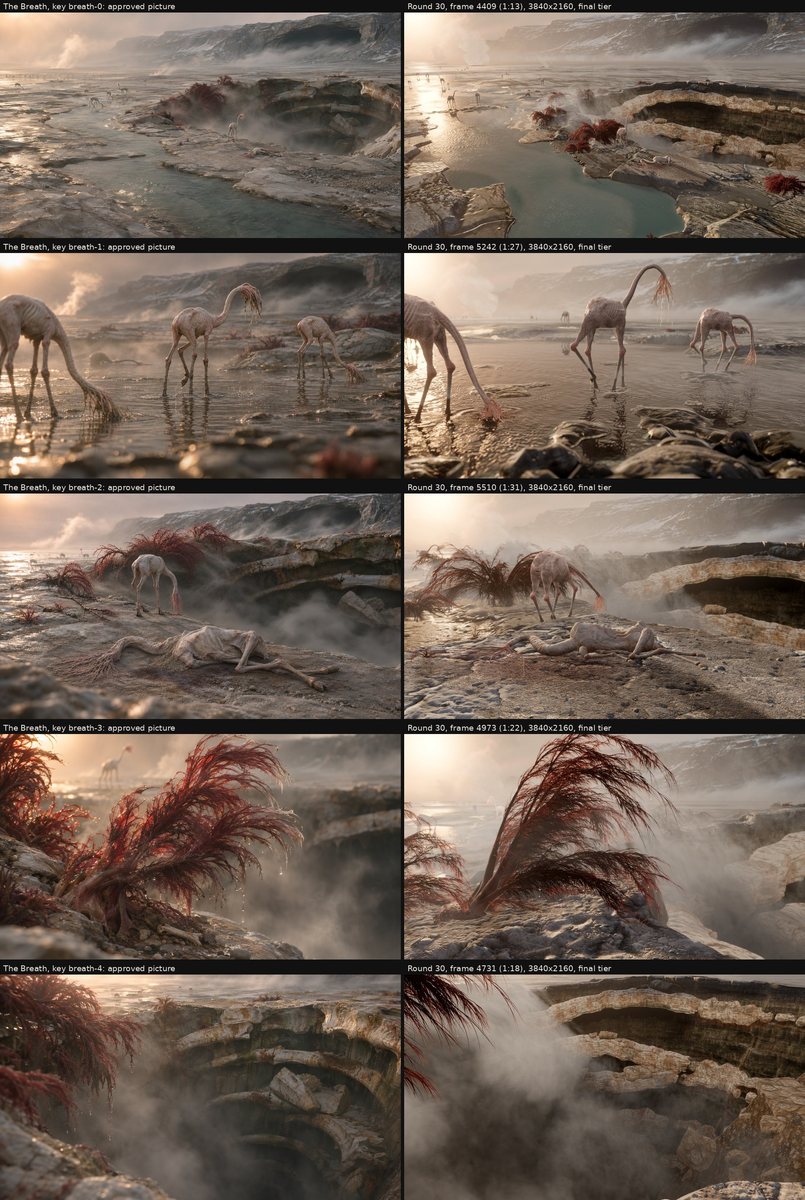 The Breath, key breath-0: approved picture
Round 30, frame 4409 (1:13), 3840x2160, final tier
The Breath, key breath-1: approved picture
Round 30, frame 5242 (1:27), 3840x2160, final tier
The Breath, key breath-2: approved picture
Round 30, frame 5510 (1:31), 3840x2160, final tier
The Breath, key breath-3: approved picture
Round 30, frame 4973 (1:22), 3840x2160, final tier
The Breath, key breath-4: approved picture
Round 30, frame 4731 (1:18), 3840x2160, final tier